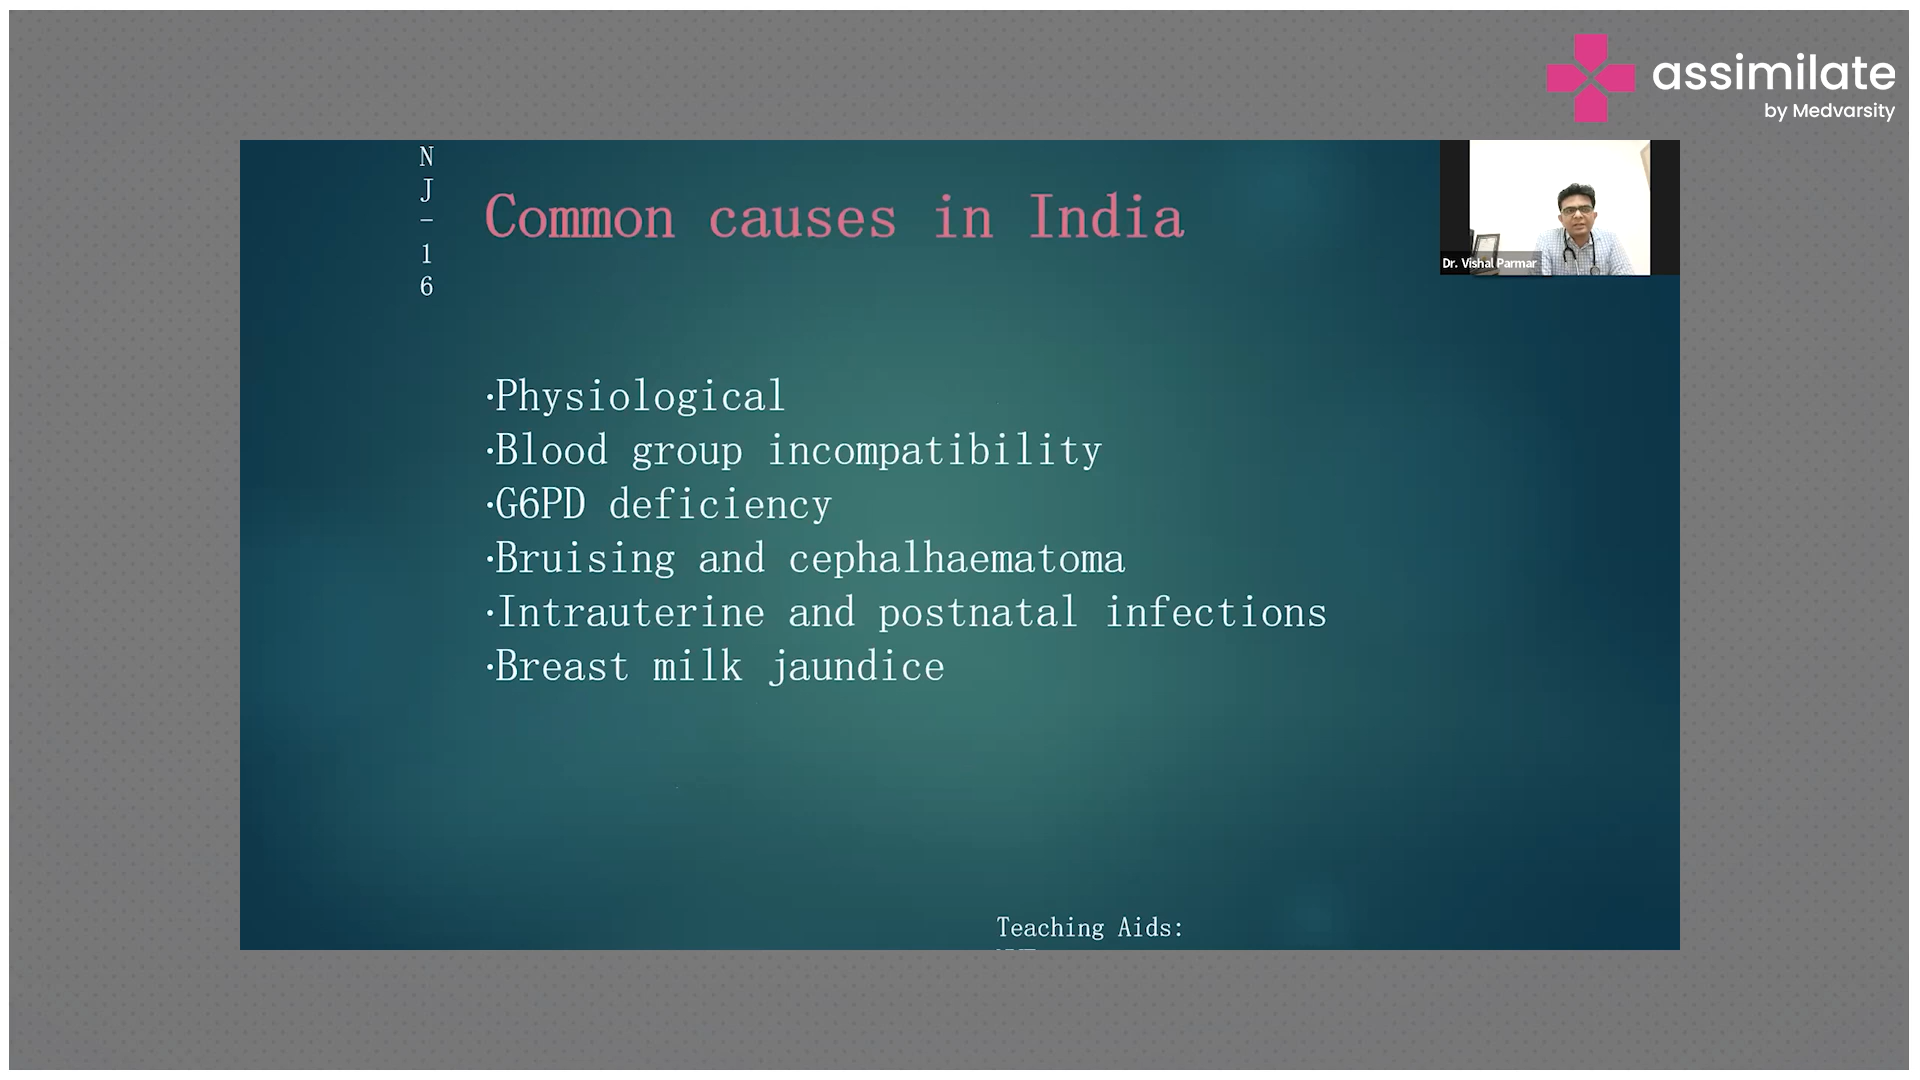 assimilate
by Medvarsity
N
J
-
1
6
Common causes in India
Dr. Vishal Parmar
·Physiological
·Blood group incompatibility
·G6PD deficiency
·Bruising and cephalhaematoma
·Intrauterine and postnatal infections
·Breast milk jaundice
Teaching Aids: